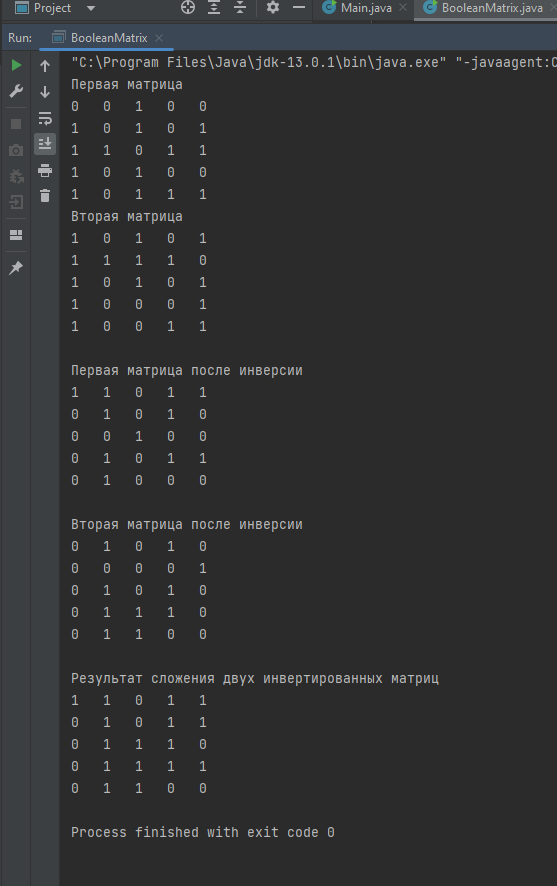 Project Main.java BooleanMatrix.java
Run: BooleanMatrix
"C:\Program Files\Java\jdk-13.0.1\bin\java.exe" "-javaagent:C
Первая матрица
0 0 1 0 0
1 0 1 0 1
1 1 0 1 1
1 0 1 0 0
1 0 1 1 1
Вторая матрица
1 0 1 0 1
1 1 1 1 0
1 0 1 0 1
1 0 0 0 1
1 0 0 1 1
Первая матрица после инверсии
1 1 0 1 1
0 1 0 1 0
0 0 1 0 0
0 1 0 1 1
0 1 0 0 0
Вторая матрица после инверсии
0 1 0 1 0
0 0 0 0 1
0 1 0 1 0
0 1 1 1 0
0 1 1 0 0
Результат сложения двух инвертированных матриц
1 1 0 1 1
0 1 0 1 1
0 1 1 1 0
0 1 1 1 1
0 1 1 0 0
Process finished with exit code 0